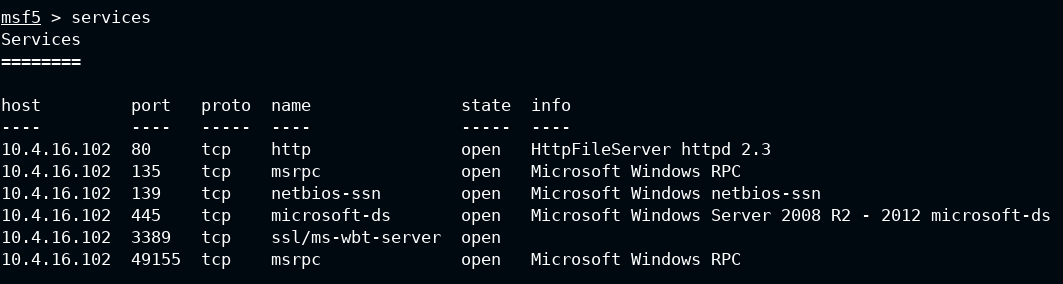 msf5 > services
Services
========
host port proto name state info
---- ---- ----- ---- ----- ----
10.4.16.102 80 tcp http open HttpFileServer httpd 2.3
10.4.16.102 135 tcp msrpc open Microsoft Windows RPC
10.4.16.102 139 tcp netbios-ssn open Microsoft Windows netbios-ssn
10.4.16.102 445 tcp microsoft-ds open Microsoft Windows Server 2008 R2 - 2012 microsoft-ds
10.4.16.102 3389 tcp ssl/ms-wbt-server open
10.4.16.102 49155 tcp msrpc open Microsoft Windows RPC